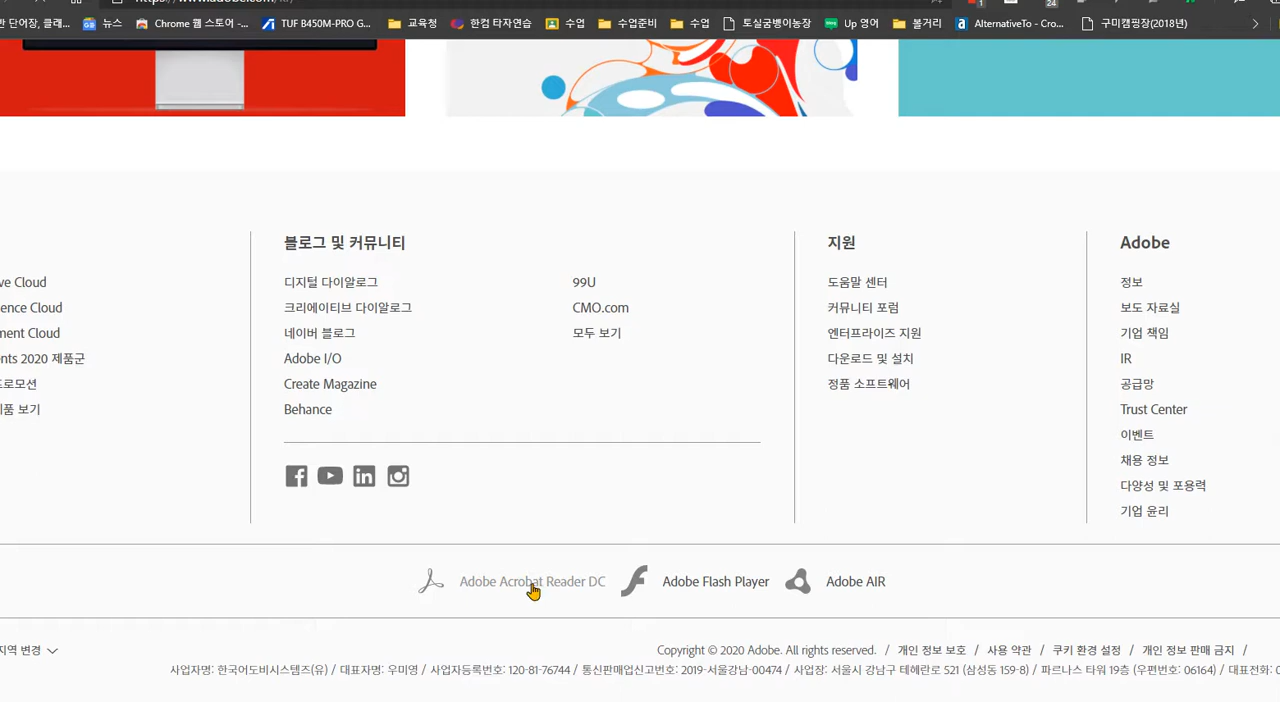 한 단어장, 클래...
뉴스
Chrome 웹 스토어 -...
TUF B450M-PRO G...
교육청
한컴 타자연습
수업
수업준비
수업
토실굼벵이농장
Up 영어
볼거리
AlternativeTo - Cro...
구미캠핑장(2018년)
블로그 및 커뮤니티
지원
Adobe
ve Cloud
디지털 다이알로그
99U
도움말 센터
정보
ence Cloud
크리에이티브 다이알로그
CMO.com
커뮤니티 포럼
보도 자료실
ment Cloud
네이버 블로그
모두 보기
엔터프라이즈 지원
기업 책임
nts 2020 제품군
Adobe I/O
다운로드 및 설치
IR
프로모션
Create Magazine
정품 소프트웨어
공급망
제품 보기
Behance
Trust Center
이벤트
채용 정보
다양성 및 포용력
기업 윤리
Adobe Acrobat Reader DC
Adobe Flash Player
Adobe AIR
지역 변경
Copyright © 2020 Adobe. All rights reserved. / 개인 정보 보호 / 사용 약관 / 쿠키 환경 설정 / 개인 정보 판매 금지 /
사업자명: 한국어도비시스템즈(유) / 대표자명: 우미영 / 사업자등록번호: 120-81-76744 / 통신판매업신고번호: 2019-서울강남-00474 / 사업장: 서울시 강남구 테헤란로 521 (삼성동 159-8) / 파르나스 타워 19층 (우편번호: 06164) / 대표전화: